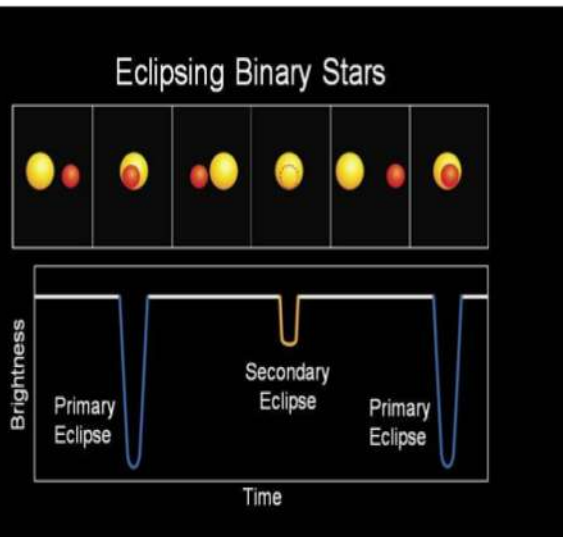 Eclipsing Binary Stars
Brightness
Primary
Eclipse
Secondary
Eclipse
Primary
Eclipse
Time